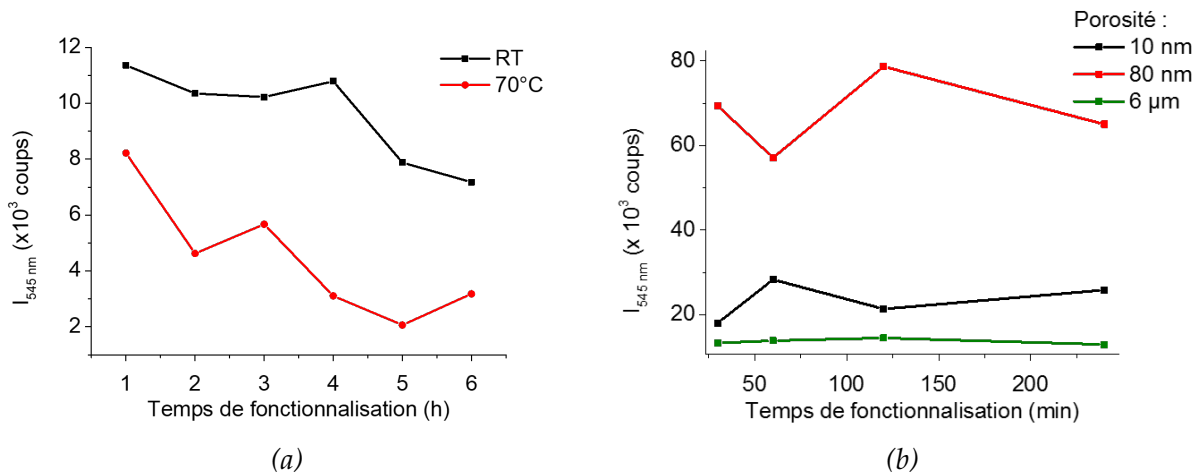 12
10
8
6
4
2
I545 nm (x103 coups)
RT
70°C
1 2 3 4 5 6
Temps de fonctionnalisation (h)
(a)
Porosité :
10 nm
80 nm
6 µm
80
60
40
20
I545 nm (x 103 coups)
50 100 150 200
Temps de fonctionnalisation (min)
(b)